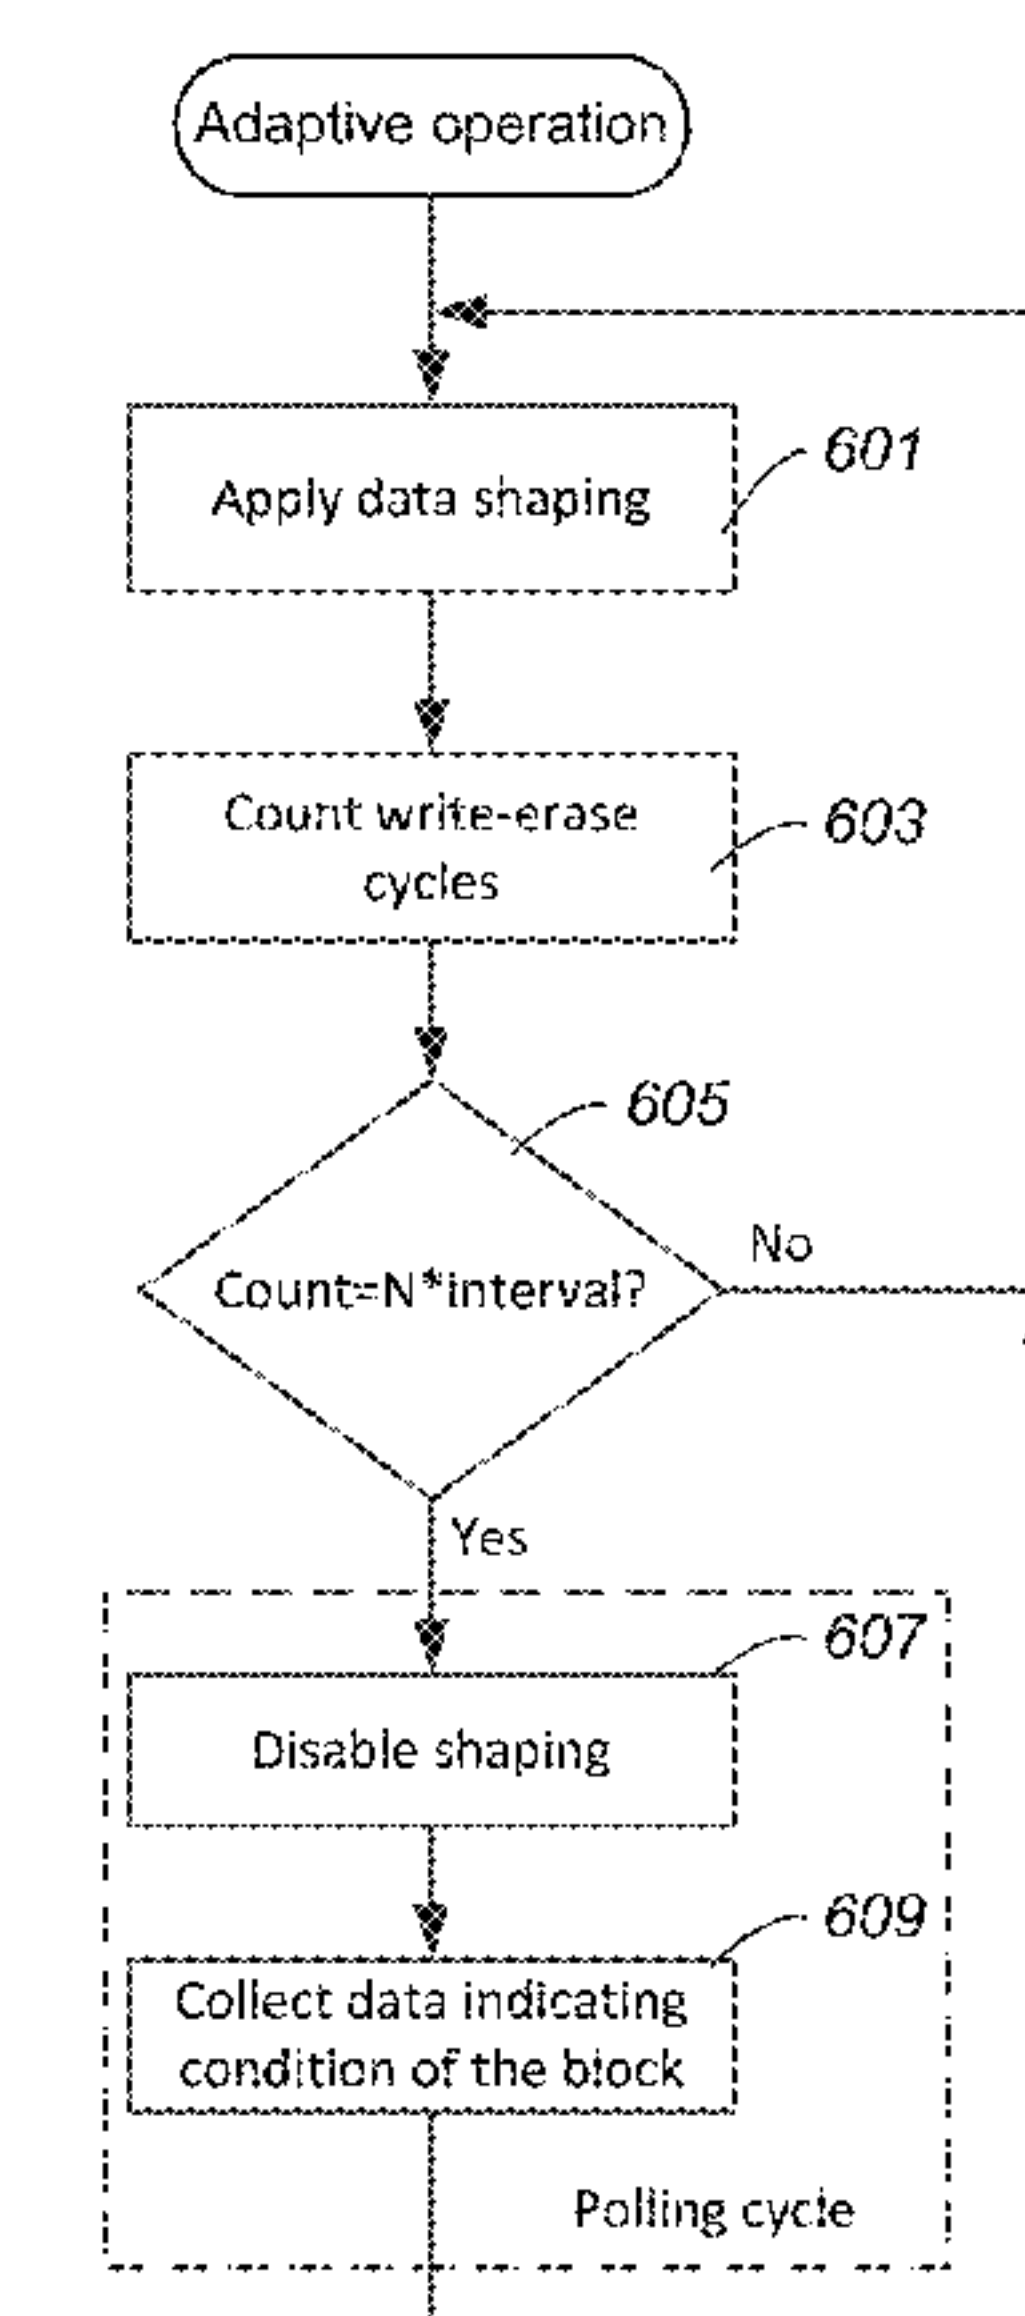 Adaptive operation
Apply data shaping
601
Count write-erase
cycles
603
605
Count=N*interval?
No
Yes
607
Disable shaping
609
Collect data indicating
condition of the block
Polling cycle